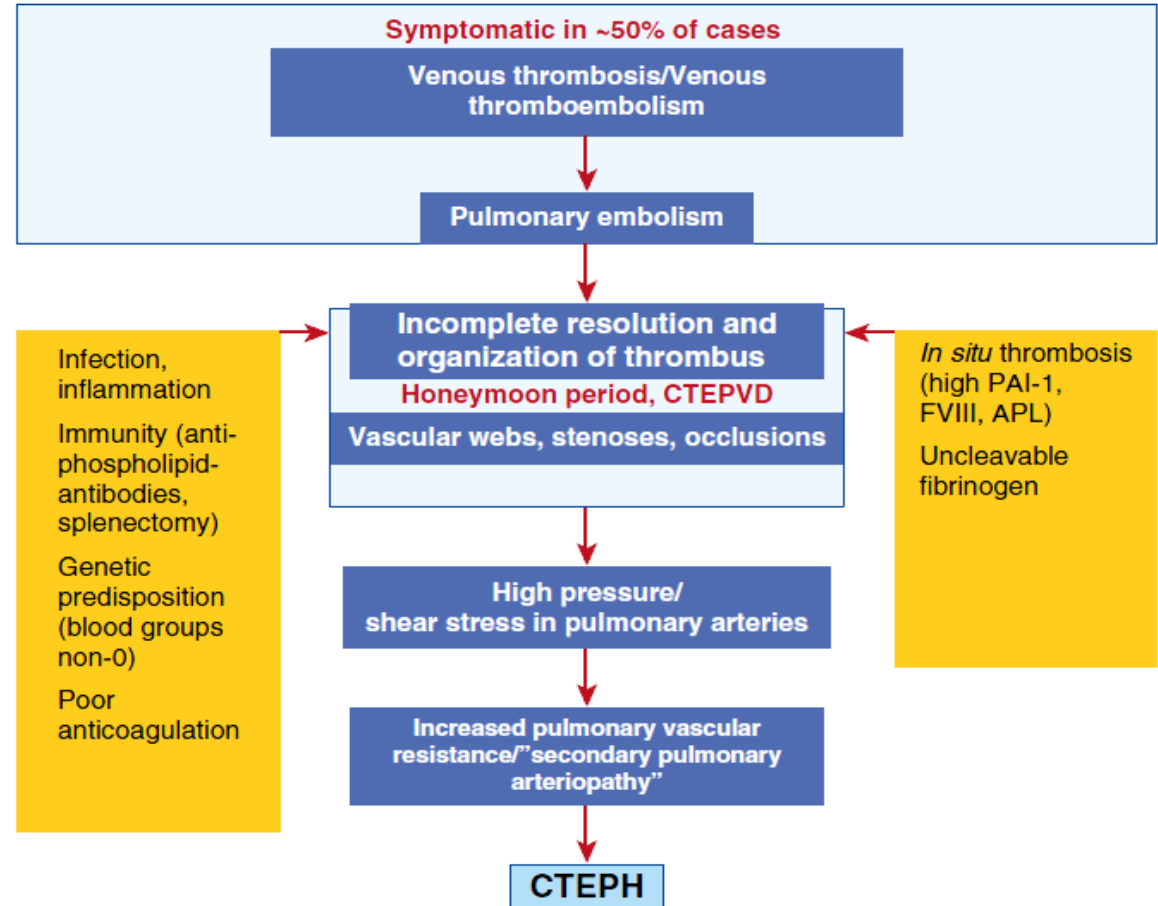 Symptomatic in ~50% of cases
Venous thrombosis/Venous
thromboembolism
Pulmonary embolism
Incomplete resolution and
organization of thrombus
Honeymoon period, CTEPVD
Vascular webs, stenoses, occlusions
Infection,
inflammation
Immunity (anti-
phospholipid-
antibodies,
splenectomy)
Genetic
predisposition
(blood groups
non-0)
Poor
anticoagulation
In situ thrombosis
(high PAI-1,
FVIII, APL)
Uncleavable
fibrinogen
High pressure/
shear stress in pulmonary arteries
Increased pulmonary vascular
resistance/”secondary pulmonary
arteriopathy”
CTEPH